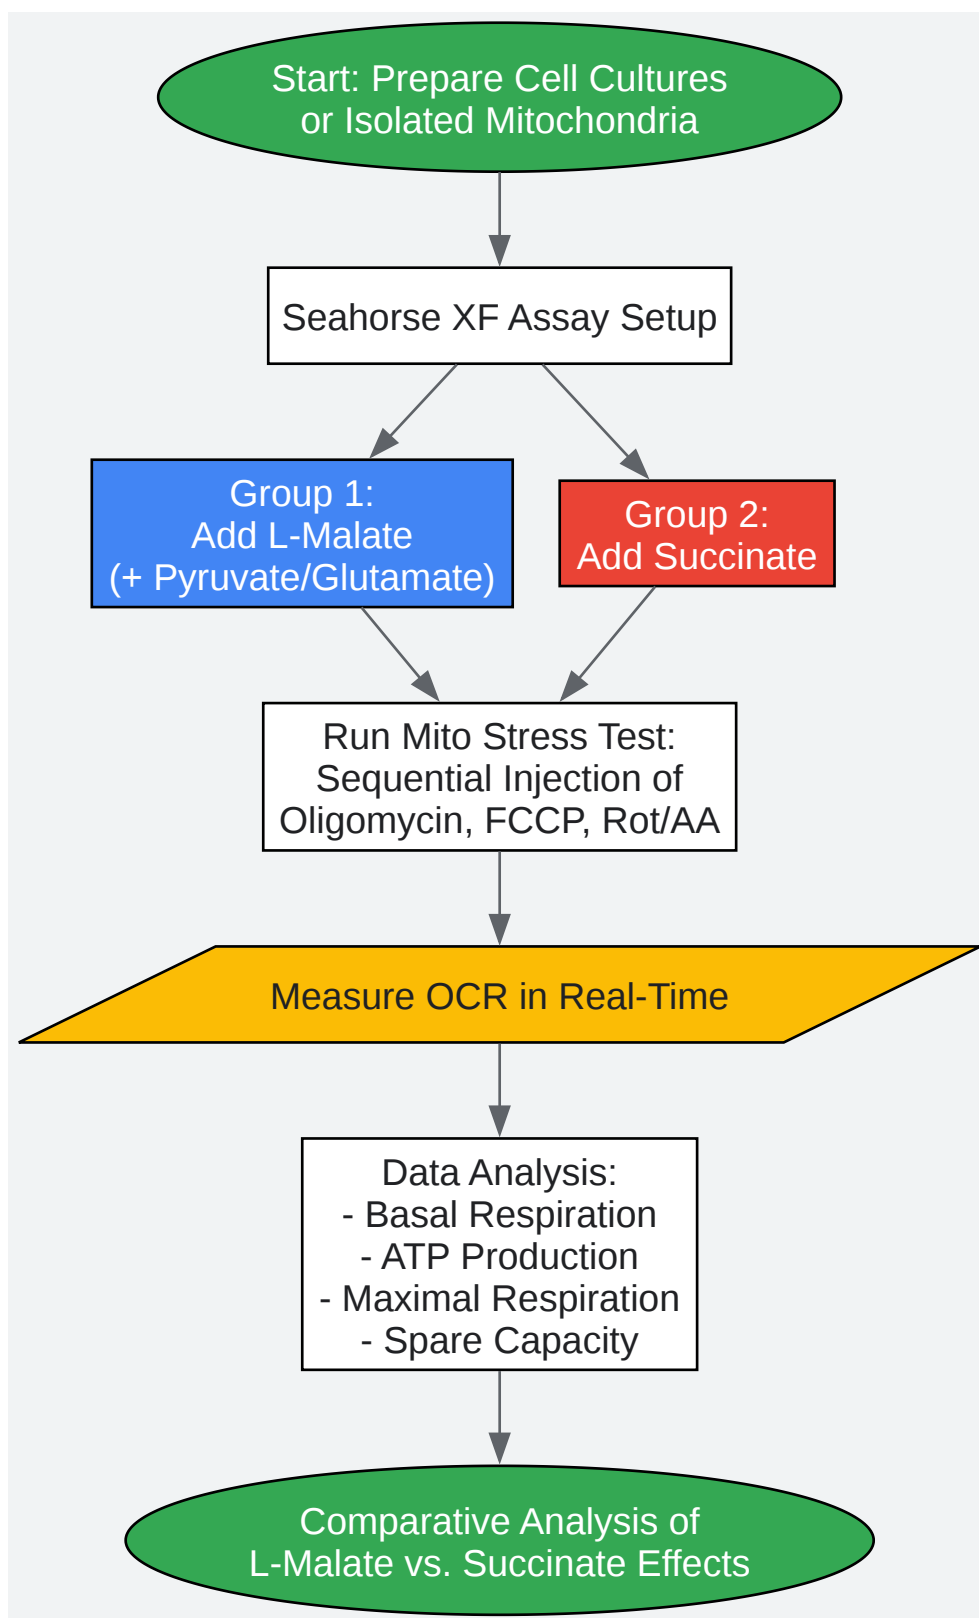 Start: Prepare Cell Cultures
or Isolated Mitochondria
Seahorse XF Assay Setup
Group 1:
Add L-Malate
(+ Pyruvate/Glutamate)
Group 2:
Add Succinate
Run Mito Stress Test:
Sequential Injection of
Oligomycin, FCCP, Rot/AA
Measure OCR in Real-Time
Data Analysis:
- Basal Respiration
- ATP Production
- Maximal Respiration
- Spare Capacity
Comparative Analysis of
L-Malate vs. Succinate Effects